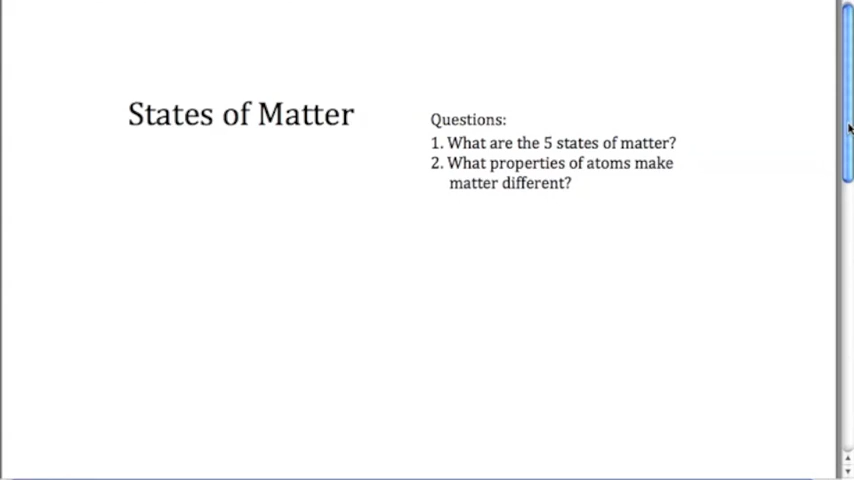 States of Matter
Questions:
1. What are the 5 states of matter?
2. What properties of atoms make
matter different?